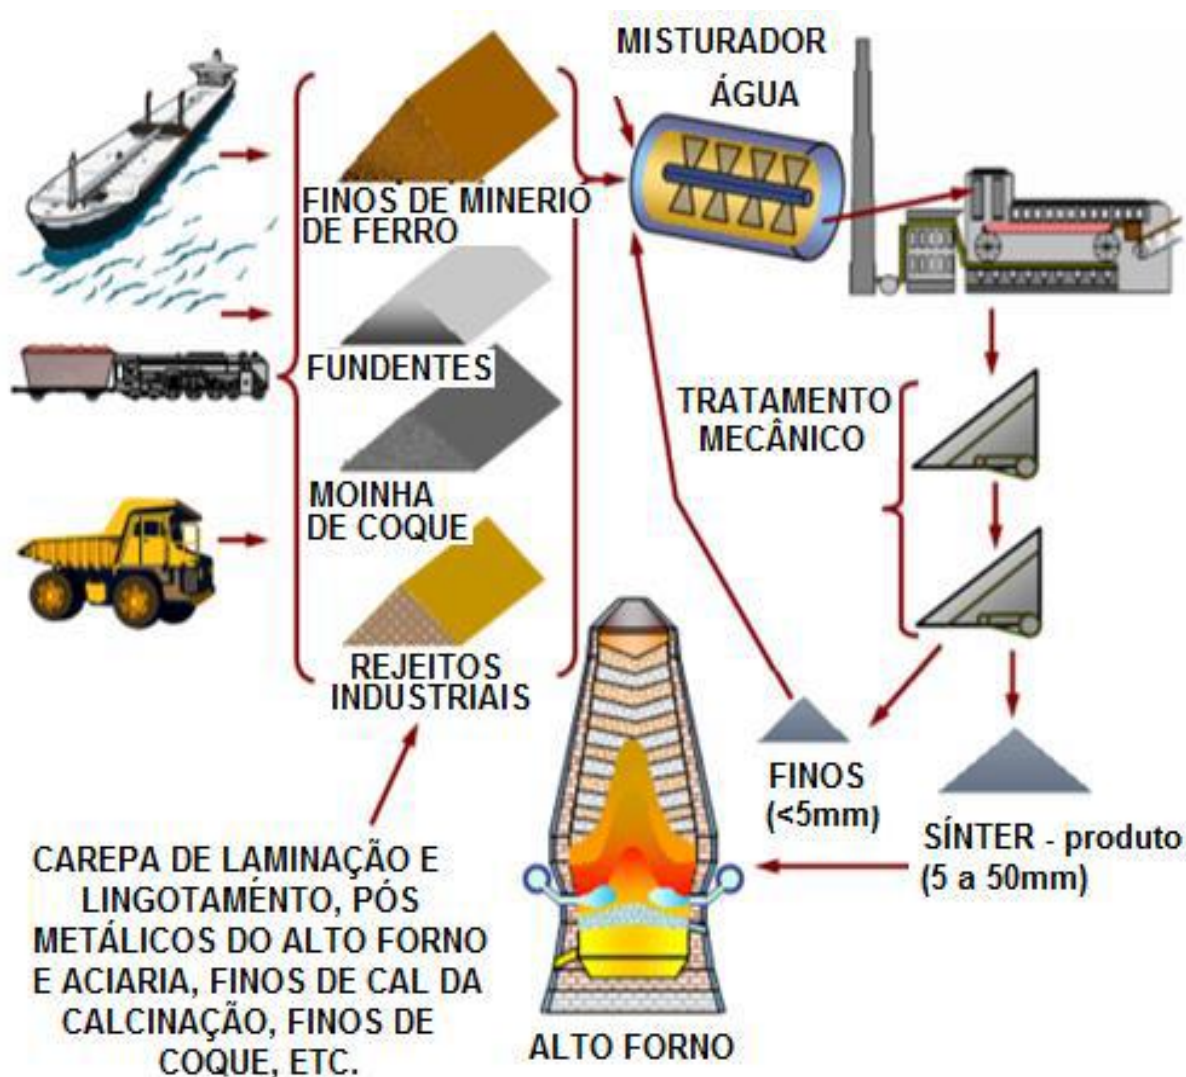 MISTURADOR
ÁGUA
FINOS DE MINERIO
DE FERRO
FUNDENTES
MOINHA
DE COQUE
REJEITOS
INDUSTRIAIS
TRATAMENTO
MECÂNICO
FINOS
(<5mm)
SÍNTER - produto
(5 a 50mm)
CAREPA DE LAMINAÇÃO E
LINGOTAMENTO, PÓS
METÁLICOS DO ALTO FORNO
E ACIARIA, FINOS DE CAL DA
CALCINAÇÃO, FINOS DE
COQUE, ETC.
ALTO FORNO